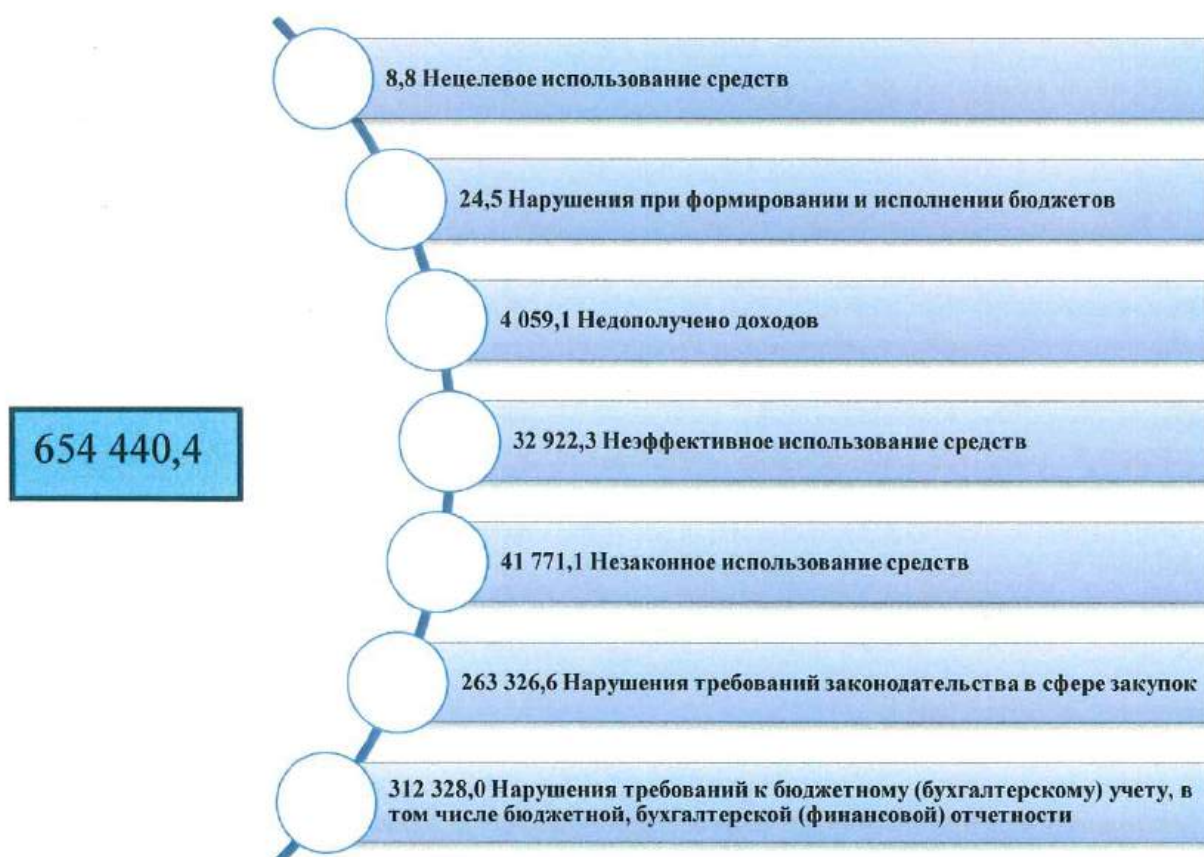 8,8 Нецелевое использование средств
24,5 Нарушения при формировании и исполнении бюджетов
4 059,1 Недополучено доходов
654 440,4
32 922,3 Неэффективное использование средств
41 771,1 Незаконное использование средств
263 326,6 Нарушения требований законодательства в сфере закупок
312 328,0 Нарушения требований к бюджетному (бухгалтерскому) учету, в
том числе бюджетной, бухгалтерской (финансовой) отчетности